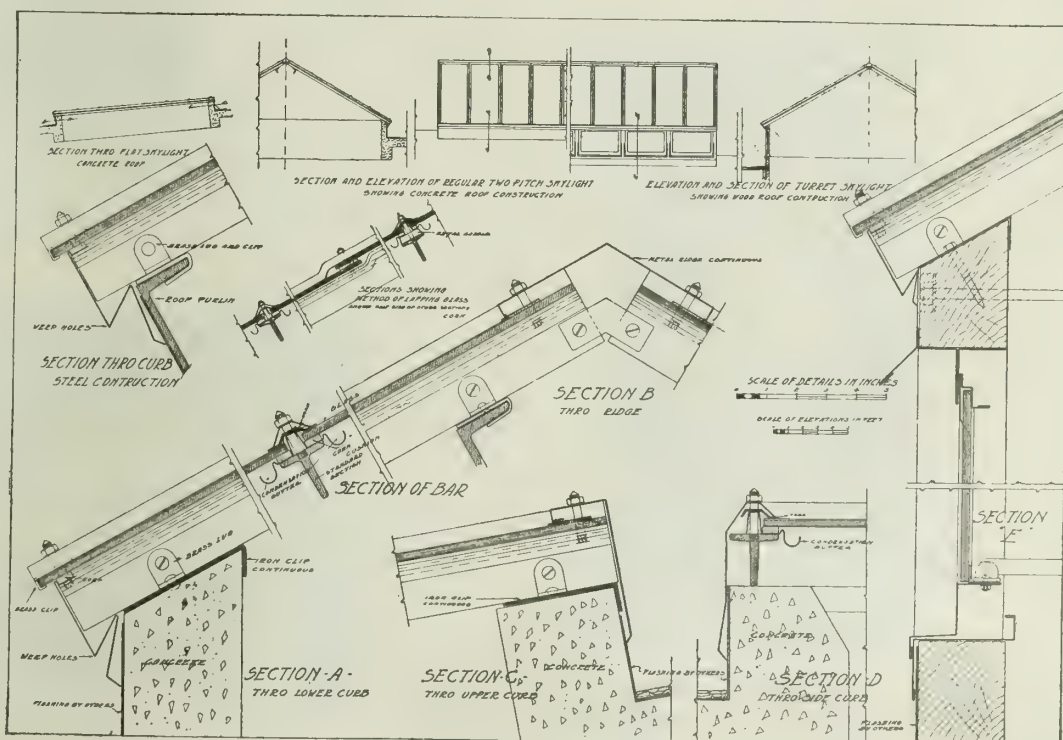 SECTION THRO FLAT SKYLIGHT
CONCRETE ROOF
SECTION AND ELEVATION OF REGULAR TWO PITCH SKYLIGHT
SHOWING CONCRETE ROOF CONSTRUCTION
ELEVATION AND SECTION OF TURRET SKYLIGHT
SHOWING WOOD ROOF CONTRUCTION
BRASS LUG AND CLIP
ROOF PURLIN
WEEP HOLES
SECTION THRO CURB
STEEL CONTRUCTION
SECTIONS SHOWING
METHOD OF LAPPING GLASS
CORN
METAL RIDGE CONTINUOUS
SECTION B
THRO RIDGE
SCALE OF DETAILS IN INCHES
SCALE OF ELEVATIONS IN FEET
GLASS
CORN
CUSHION
STANDARD
SECTION
CONDENSATION
GUTTER
SECTION OF BAR
BRASS LUG
IRON CLIP
CONTINUOUS
BRASS CLIP
WEEP HOLES
CONCRETE
FLASHING BY OTHERS
SECTION-A-
THRO LOWER CURB
IRON CLIP
CONTINUOUS
CONCRETE
SECTION-C
THRO UPPER CURB
FLASHING BY OTHERS
CONDENSATION
GUTTER
CONCRETE
SECTION-D
THRO SIDE CURB
SECTION
E
FLASHING
BY OTHERS